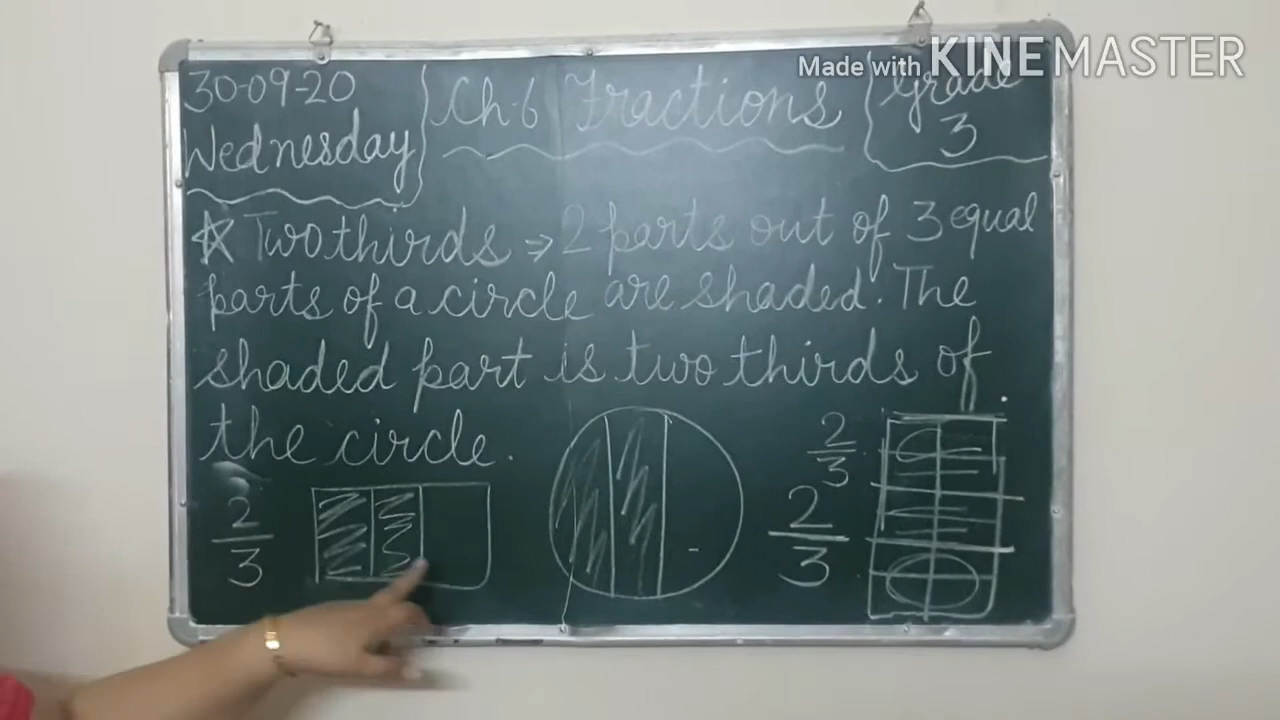 Made with KINEMASTER
30-09-20
Wednesday
Ch-6 Fractions
Grade
3
Two thirds ⇒ 2 parts out of 3 equal
parts of a circle are shaded. The
shaded part is two thirds of
the circle.
2/3
2/3
2/3